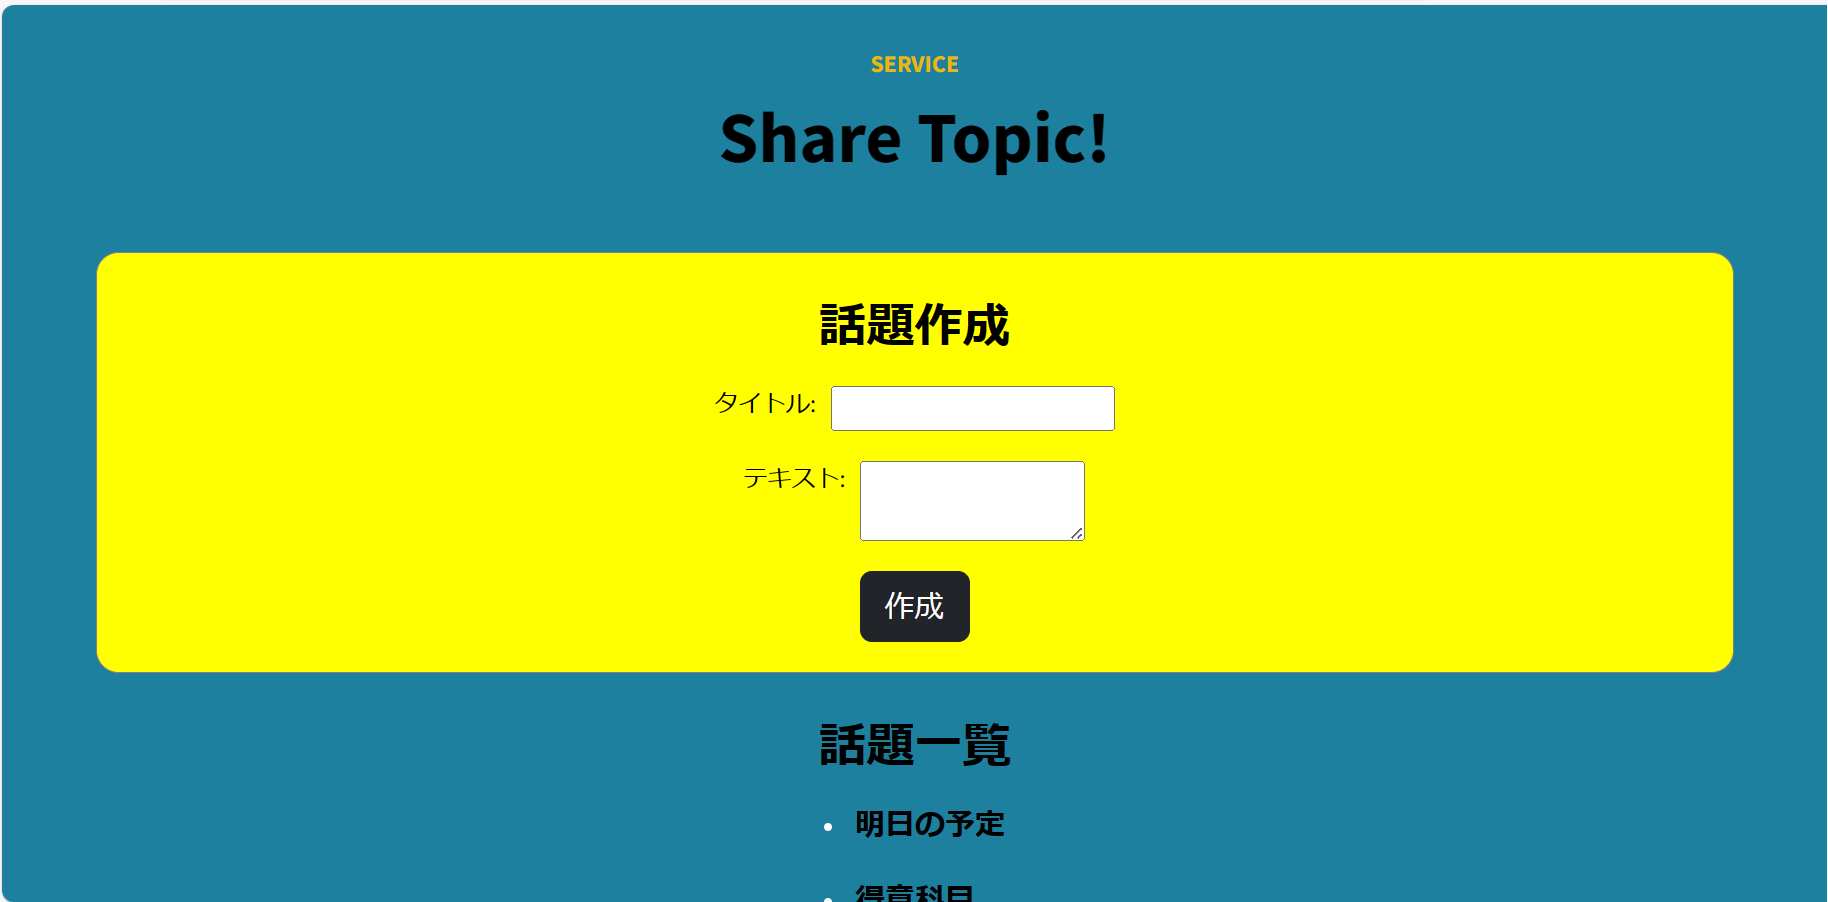 SERVICE
Share Topic!
話題作成
タイトル:
テキスト:
作成
話題一覧
明日の予定
得意科目